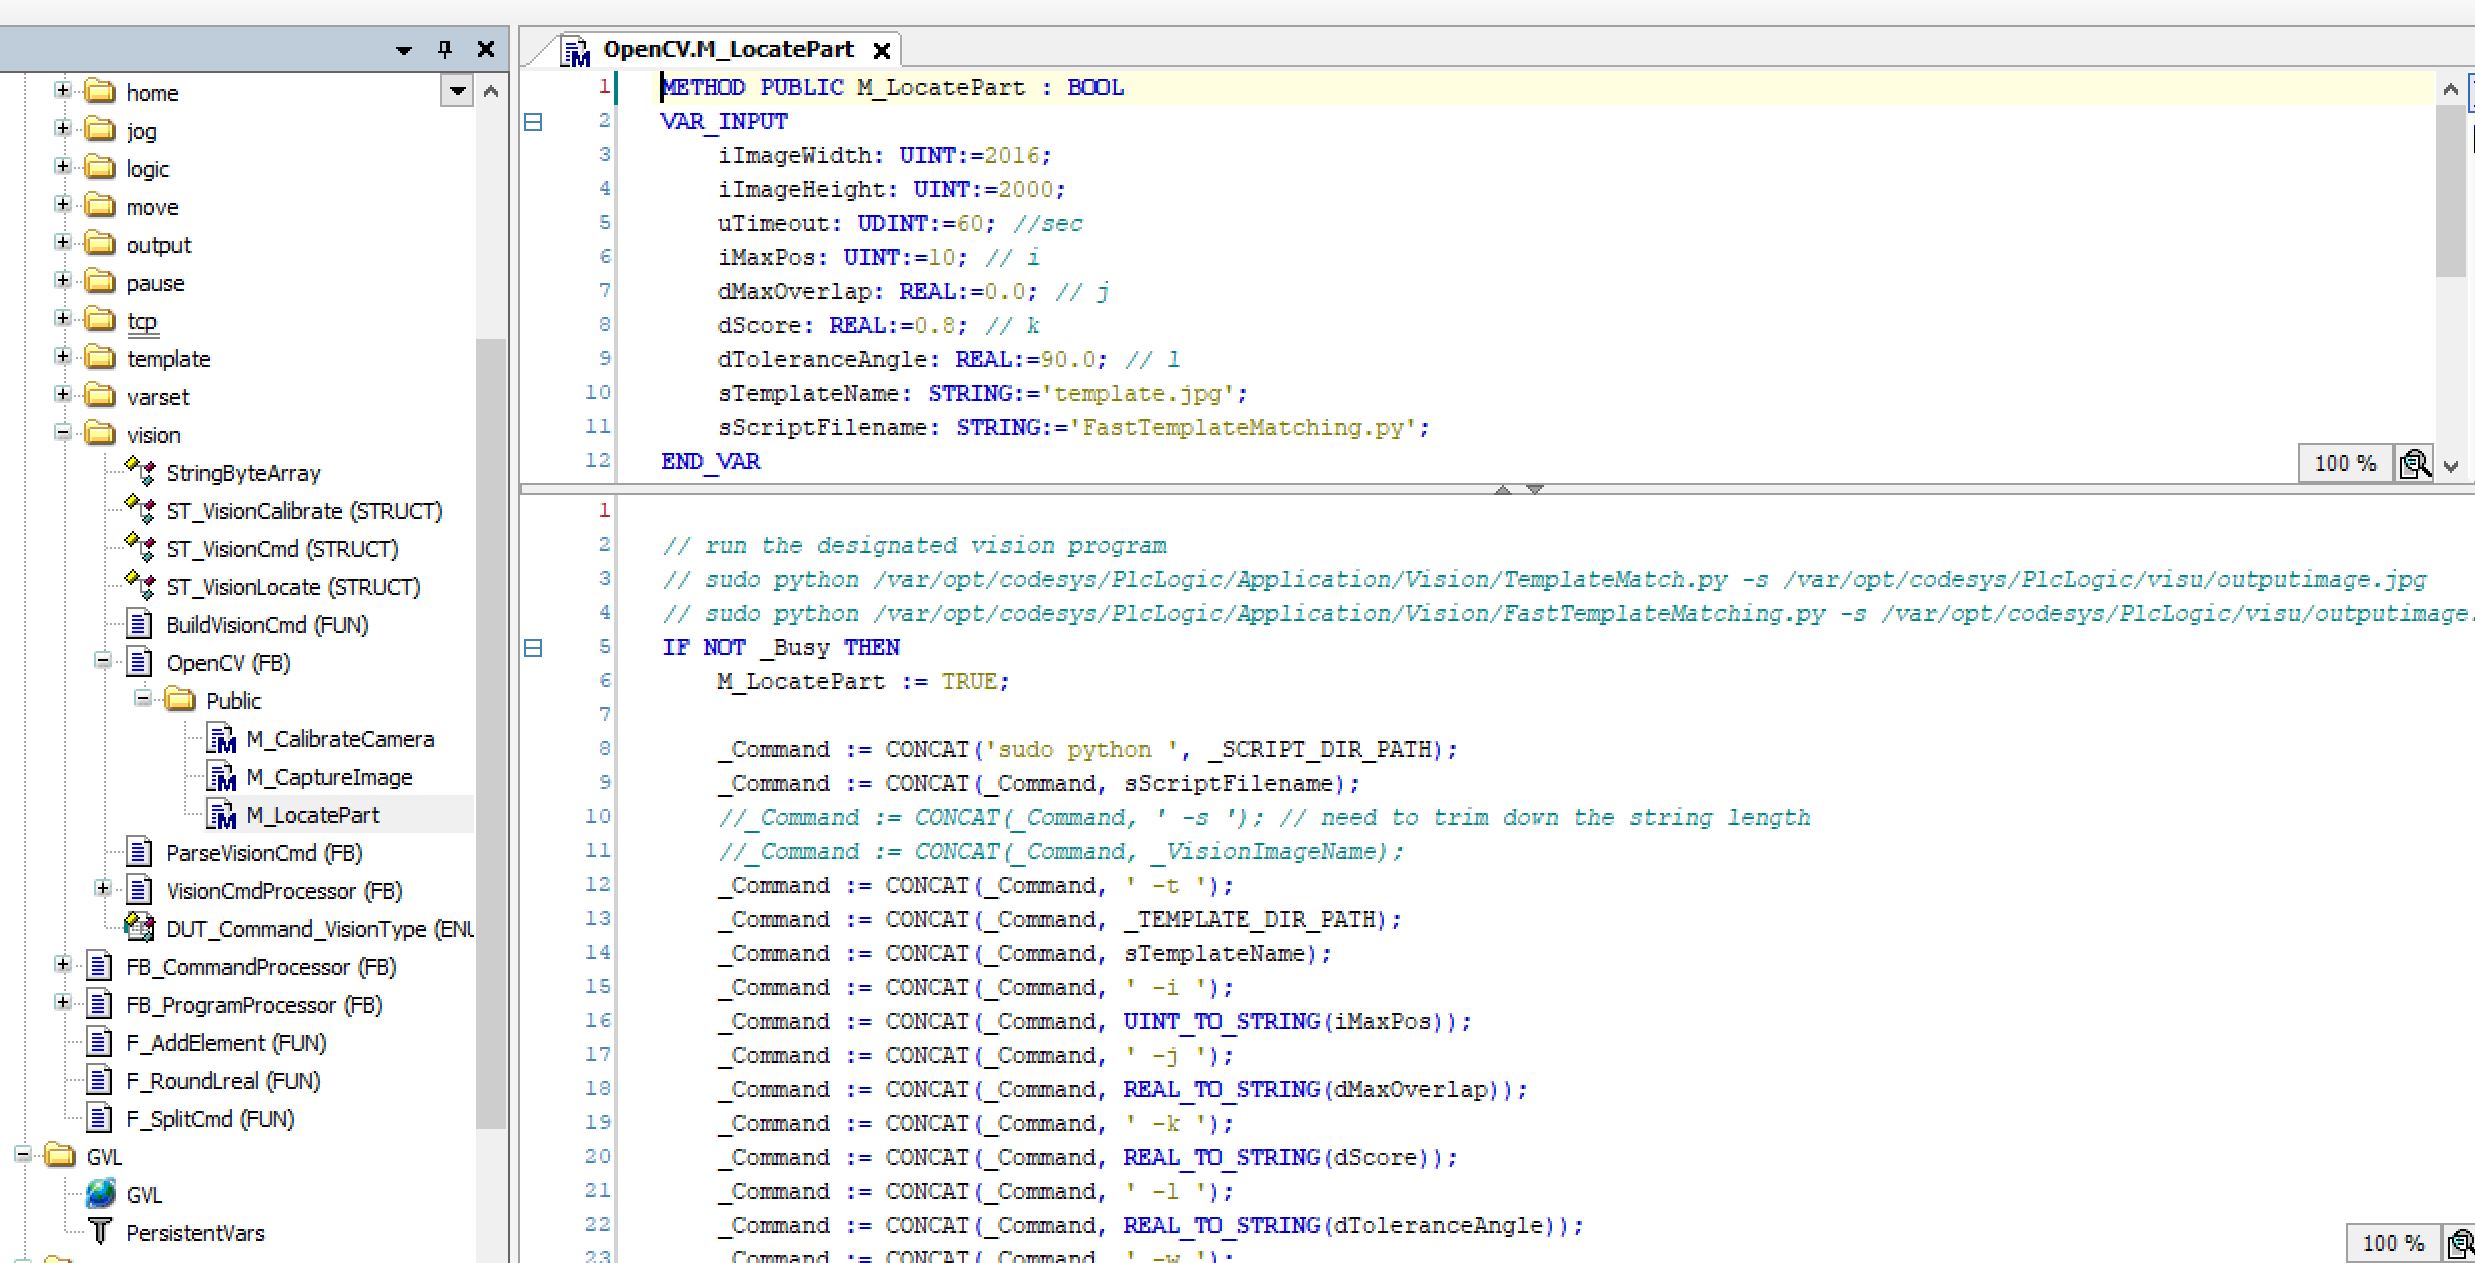 home
jog
logic
move
output
pause
tcp
template
varset
vision
StringByteArray
ST_VisionCalibrate (STRUCT)
ST_VisionCmd (STRUCT)
ST_VisionLocate (STRUCT)
BuildVisionCmd (FUN)
OpenCV (FB)
Public
M_CalibrateCamera
M_CaptureImage
M_LocatePart
ParseVisionCmd (FB)
VisionCmdProcessor (FB)
DUT_Command_VisionType (ENU
FB_CommandProcessor (FB)
FB_ProgramProcessor (FB)
F_AddElement (FUN)
F_RoundLreal (FUN)
F_SplitCmd (FUN)
GVL
GVL
PersistentVars
OpenCV.M_LocatePart
1 METHOD PUBLIC M_LocatePart : BOOL
2 VAR_INPUT
3 iImageWidth: UINT:=2016;
4 iImageHeight: UINT:=2000;
5 uTimeout: UDINT:=60; //sec
6 iMaxPos: UINT:=10; // i
7 dMaxOverlap: REAL:=0.0; // j
8 dScore: REAL:=0.8; // k
9 dToleranceAngle: REAL:=90.0; // l
10 sTemplateName: STRING:='template.jpg';
11 sScriptFilename: STRING:='FastTemplateMatching.py';
12 END_VAR
100 %
1
2 // run the designated vision program
3 // sudo python /var/opt/codesys/PlcLogic/Application/Vision/TemplateMatch.py -s /var/opt/codesys/PlcLogic/visu/outputimage.jpg
4 // sudo python /var/opt/codesys/PlcLogic/Application/Vision/FastTemplateMatching.py -s /var/opt/codesys/PlcLogic/visu/outputimage.
5 IF NOT _Busy THEN
6 M_LocatePart := TRUE;
7
8 _Command := CONCAT('sudo python ', _SCRIPT_DIR_PATH);
9 _Command := CONCAT(_Command, sScriptFilename);
10 //_Command := CONCAT(_Command, ' -s '); // need to trim down the string length
11 //_Command := CONCAT(_Command, _VisionImageName);
12 _Command := CONCAT(_Command, ' -t ');
13 _Command := CONCAT(_Command, _TEMPLATE_DIR_PATH);
14 _Command := CONCAT(_Command, sTemplateName);
15 _Command := CONCAT(_Command, ' -i ');
16 _Command := CONCAT(_Command, UINT_TO_STRING(iMaxPos));
17 _Command := CONCAT(_Command, ' -j ');
18 _Command := CONCAT(_Command, REAL_TO_STRING(dMaxOverlap));
19 _Command := CONCAT(_Command, ' -k ');
20 _Command := CONCAT(_Command, REAL_TO_STRING(dScore));
21 _Command := CONCAT(_Command, ' -l ');
22 _Command := CONCAT(_Command, REAL_TO_STRING(dToleranceAngle));
23 _Command := CONCAT(_Command, ' -w ');
100 %